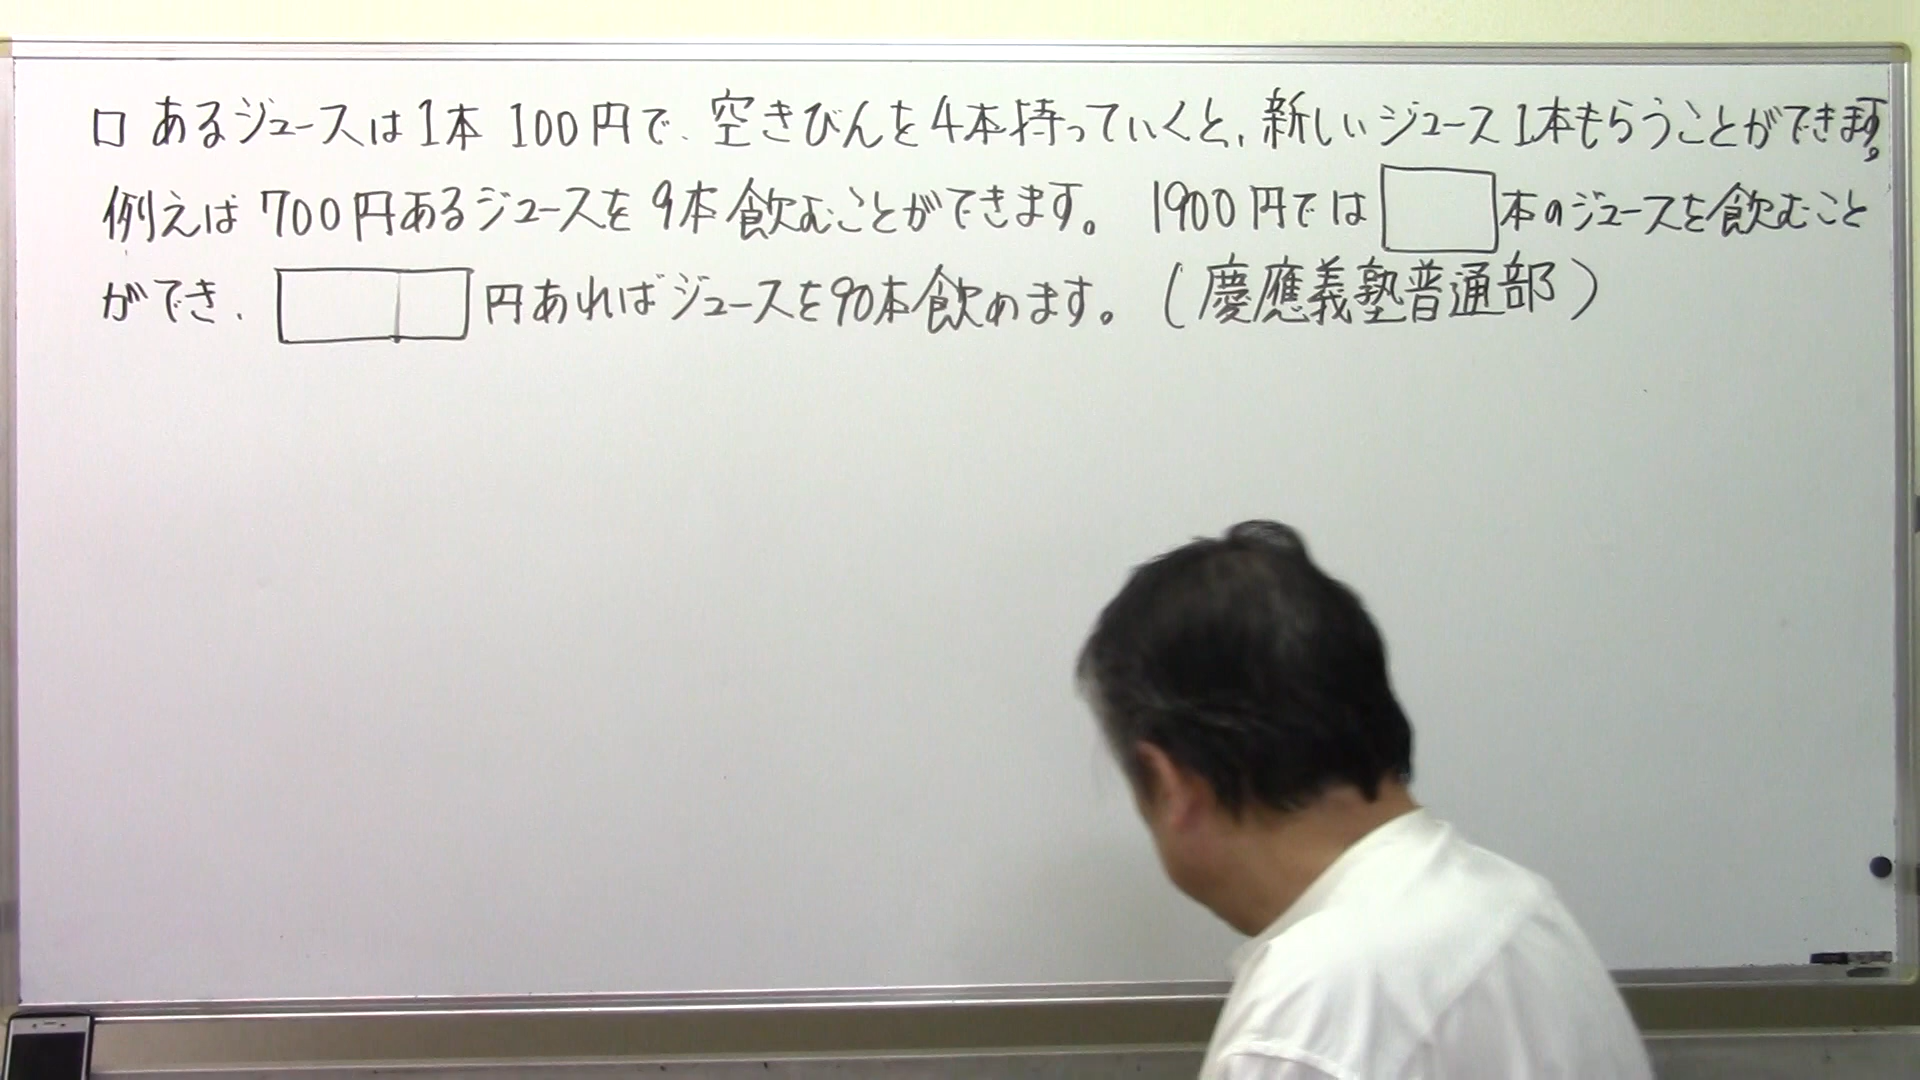 □ あるジュースは1本 100円で、空きびんを4本持っていくと、新しいジュース1本もらうことができます。
例えば 700円あるジュースを 9本飲むことができます。 1900円では□本のジュースを飲むこと
ができ、□円あればジュースを90本飲めます。(慶應義塾普通部)